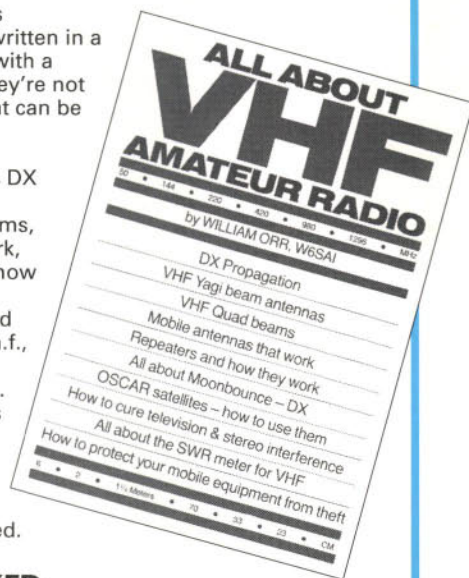 s
written in a
with a
ey're not
at can be
DX
ms,
rk,
now
d
n.f.,
.
s
ed.
ALL ABOUT
VHF
AMATEUR RADIO
50 • 144 • 220 • 420 • 980 • 1296 • MHz
by WILLIAM ORR, W6SAI
DX Propagation
VHF Yagi beam antennas
VHF Quad beams
Mobile antennas that work
Repeaters and how they work
All about Moonbounce – DX
OSCAR satellites – how to use them
How to cure television & stereo interference
All about the SWR meter for VHF
How to protect your mobile equipment from theft
6 • 2 • 1¼ Meters • 70 • 33 • 23 • CM